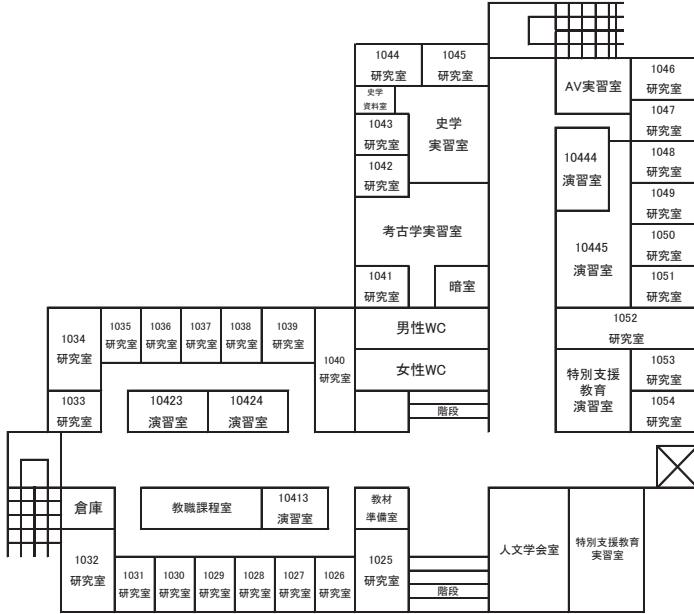 1044
研究室
1045
研究室
史学
資料室
1043
研究室
史学
実習室
1042
研究室
考古学実習室
1041
研究室
暗室
AV実習室
1046
研究室
1047
研究室
10444
演習室
1048
研究室
1049
研究室
10445
演習室
1050
研究室
1051
研究室
1052
研究室
特別支援
教育
演習室
1053
研究室
1054
研究室
1034
研究室
1035
研究室
1036
研究室
1037
研究室
1038
研究室
1039
研究室
1040
研究室
男性WC
女性WC
階段
1033
研究室
10423
演習室
10424
演習室
倉庫
教職課程室
10413
演習室
教材
準備室
1032
研究室
1031
研究室
1030
研究室
1029
研究室
1028
研究室
1027
研究室
1026
研究室
1025
研究室
階段
人文学会室
特別支援教育
実習室